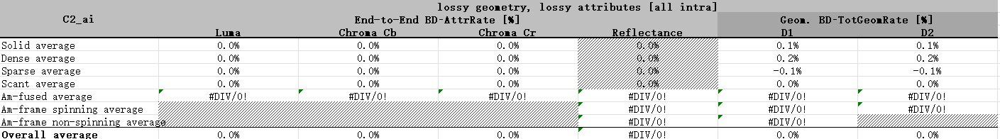 lossy geometry, lossy attributes [all intra]
C2_ai End-to-End BD-AttrRate [%] Geom. BD-TotGeomRate [%]
Luma Chroma Cb Chroma Cr Reflectance D1 D2
Solid average 0.0% 0.0% 0.0% 0.0% 0.1% 0.1%
Dense average 0.0% 0.0% 0.0% 0.0% 0.2% 0.2%
Sparse average 0.0% 0.0% 0.0% 0.0% -0.1% -0.1%
Scant average 0.0% 0.0% 0.0% 0.0% 0.0% 0.0%
Am-fused average #DIV/0! #DIV/0! #DIV/0! #DIV/0! #DIV/0! #DIV/0!
Am-frame spinning average #DIV/0! #DIV/0! #DIV/0!
Am-frame non-spinning average #DIV/0! #DIV/0!
Overall average 0.0% 0.0% 0.0% #DIV/0! 0.0% 0.0%